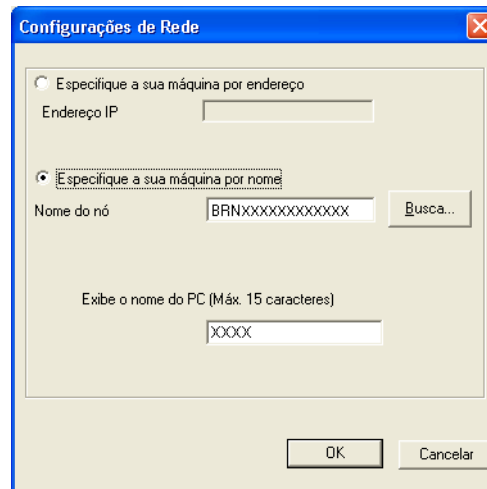 Configurações de Rede
Especifique a sua máquina por endereço
Endereço IP
Especifique a sua máquina por nome
Nome do nó BRNXXXXXXXXXXXX Busca...
Exibe o nome do PC (Máx. 15 caracteres)
XXXX
OK Cancelar